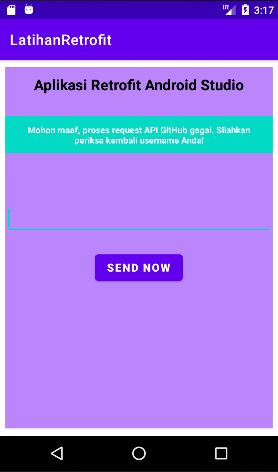 3:17
LatihanRetrofit
Aplikasi Retrofit Android Studio
Mohon maaf, proses request API GitHub gagal. Silahkan
periksa kembali username Anda!
SEND NOW